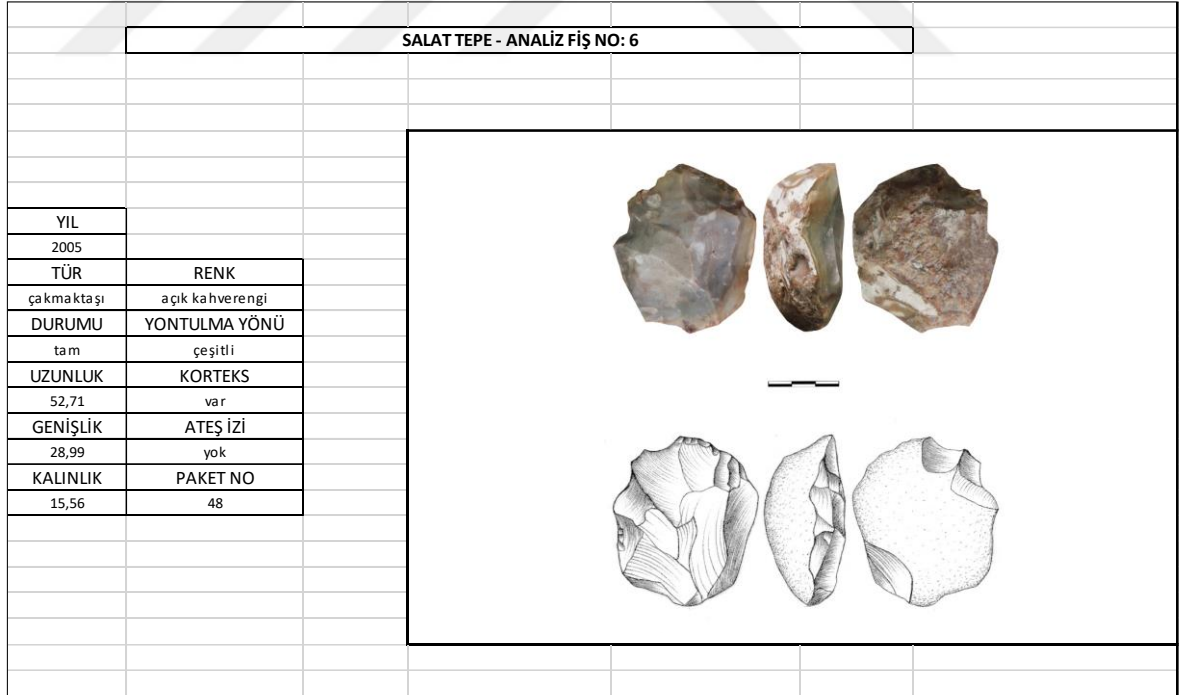 SALAT TEPE - ANALİZ FİŞ NO: 6
YIL
2005
TÜR RENK
çakmaktaşı açık kahverengi
DURUMU YONTULMA YÖNÜ
tam çeşitli
UZUNLUK KORTEKS
52,71 var
GENİŞLİK ATEŞ İZİ
28,99 yok
KALINLIK PAKET NO
15,56 48